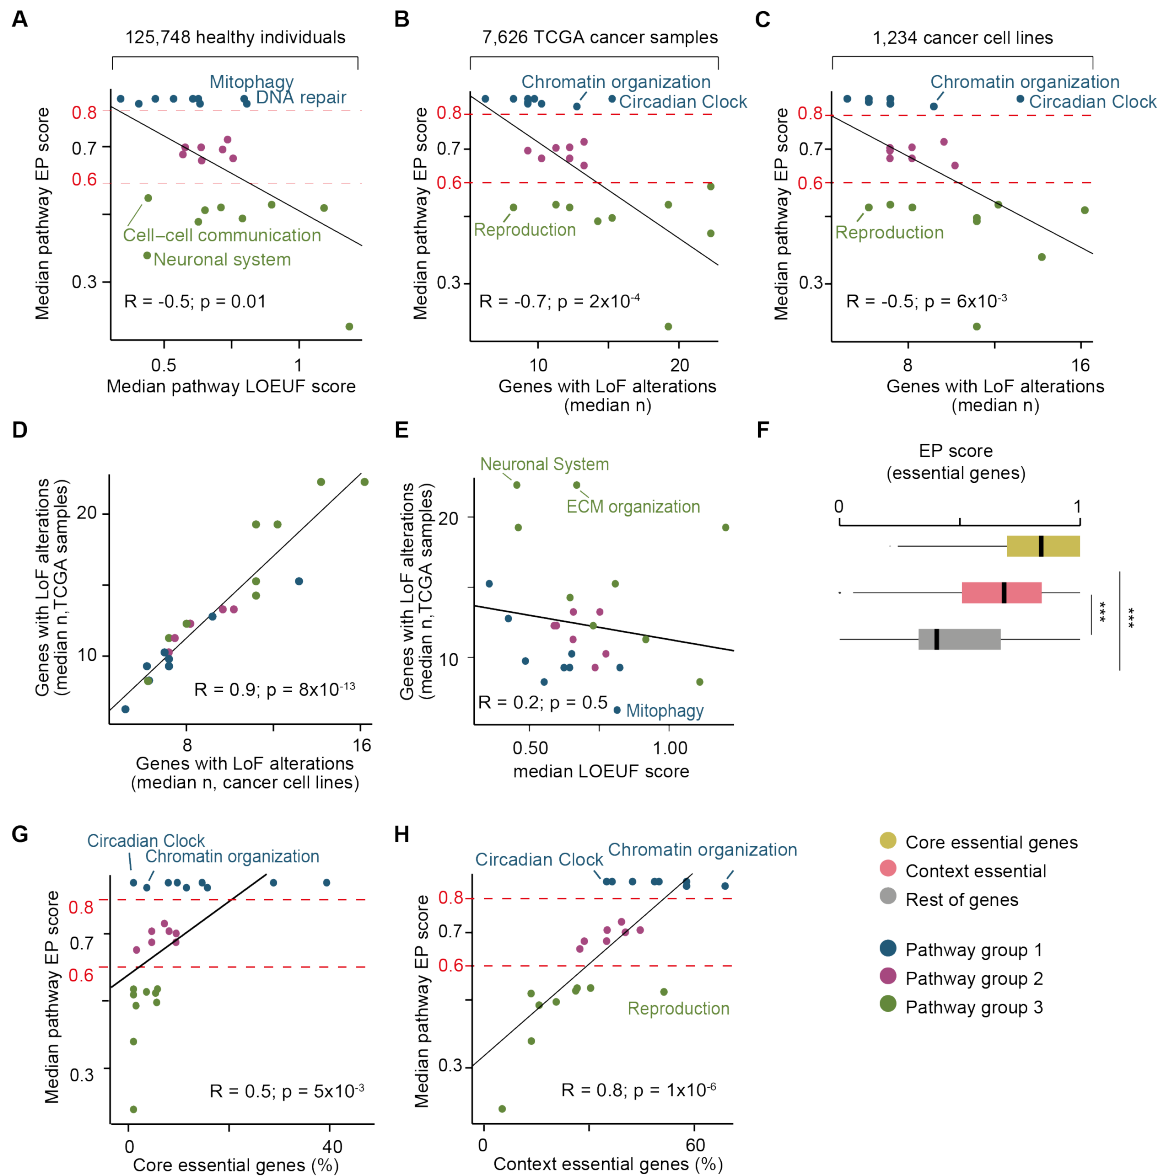 A
125,748 healthy individuals
Mitophagy
DNA repair
0.8
0.7
0.6
0.3
Median pathway EP score
Cell–cell communication
Neuronal system
R = -0.5; p = 0.01
0.5
1
Median pathway LOEUF score
B
7,626 TCGA cancer samples
Chromatin organization
Circadian Clock
0.8
0.7
0.6
0.3
Median pathway EP score
Reproduction
R = -0.7; p = 2x10-4
10
20
Genes with LoF alterations
(median n)
C
1,234 cancer cell lines
Chromatin organization
Circadian Clock
0.8
0.7
0.6
0.3
Median pathway EP score
Reproduction
R = -0.5; p = 6x10-3
8
16
Genes with LoF alterations
(median n)
D
Genes with LoF alterations
(median n,TCGA samples)
20
10
R = 0.9; p = 8x10-13
8
16
Genes with LoF alterations
(median n, cancer cell lines)
E
Neuronal System
ECM organization
Genes with LoF alterations
(median n,TCGA samples)
20
10
R = 0.2; p = 0.5
Mitophagy
0.50
1.00
median LOEUF score
F
EP score
(essential genes)
0
1
***
***
G
Circadian Clock
Chromatin organization
0.8
0.7
0.6
0.3
Median pathway EP score
R = 0.5; p = 5x10-3
0
40
Core essential genes (%)
H
Circadian Clock
Chromatin organization
0.8
0.7
0.6
0.3
Median pathway EP score
Reproduction
R = 0.8; p = 1x10-6
0
60
Context essential genes (%)
Core essential genes
Context essential
Rest of genes
Pathway group 1
Pathway group 2
Pathway group 3